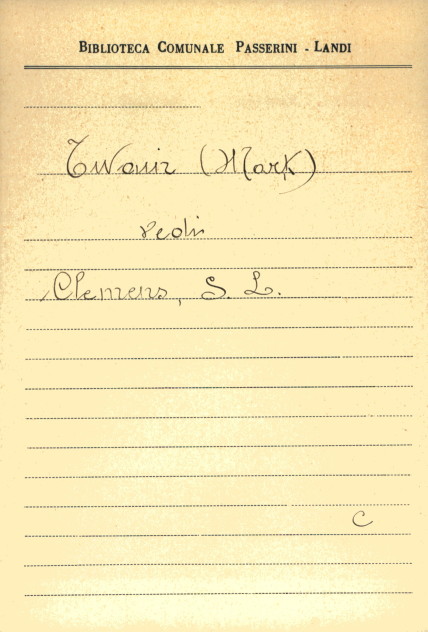 BIBLIOTECA COMUNALE PASSERINI - LANDI
Twain (Mark)
vedi
Clemens, S. L.
C